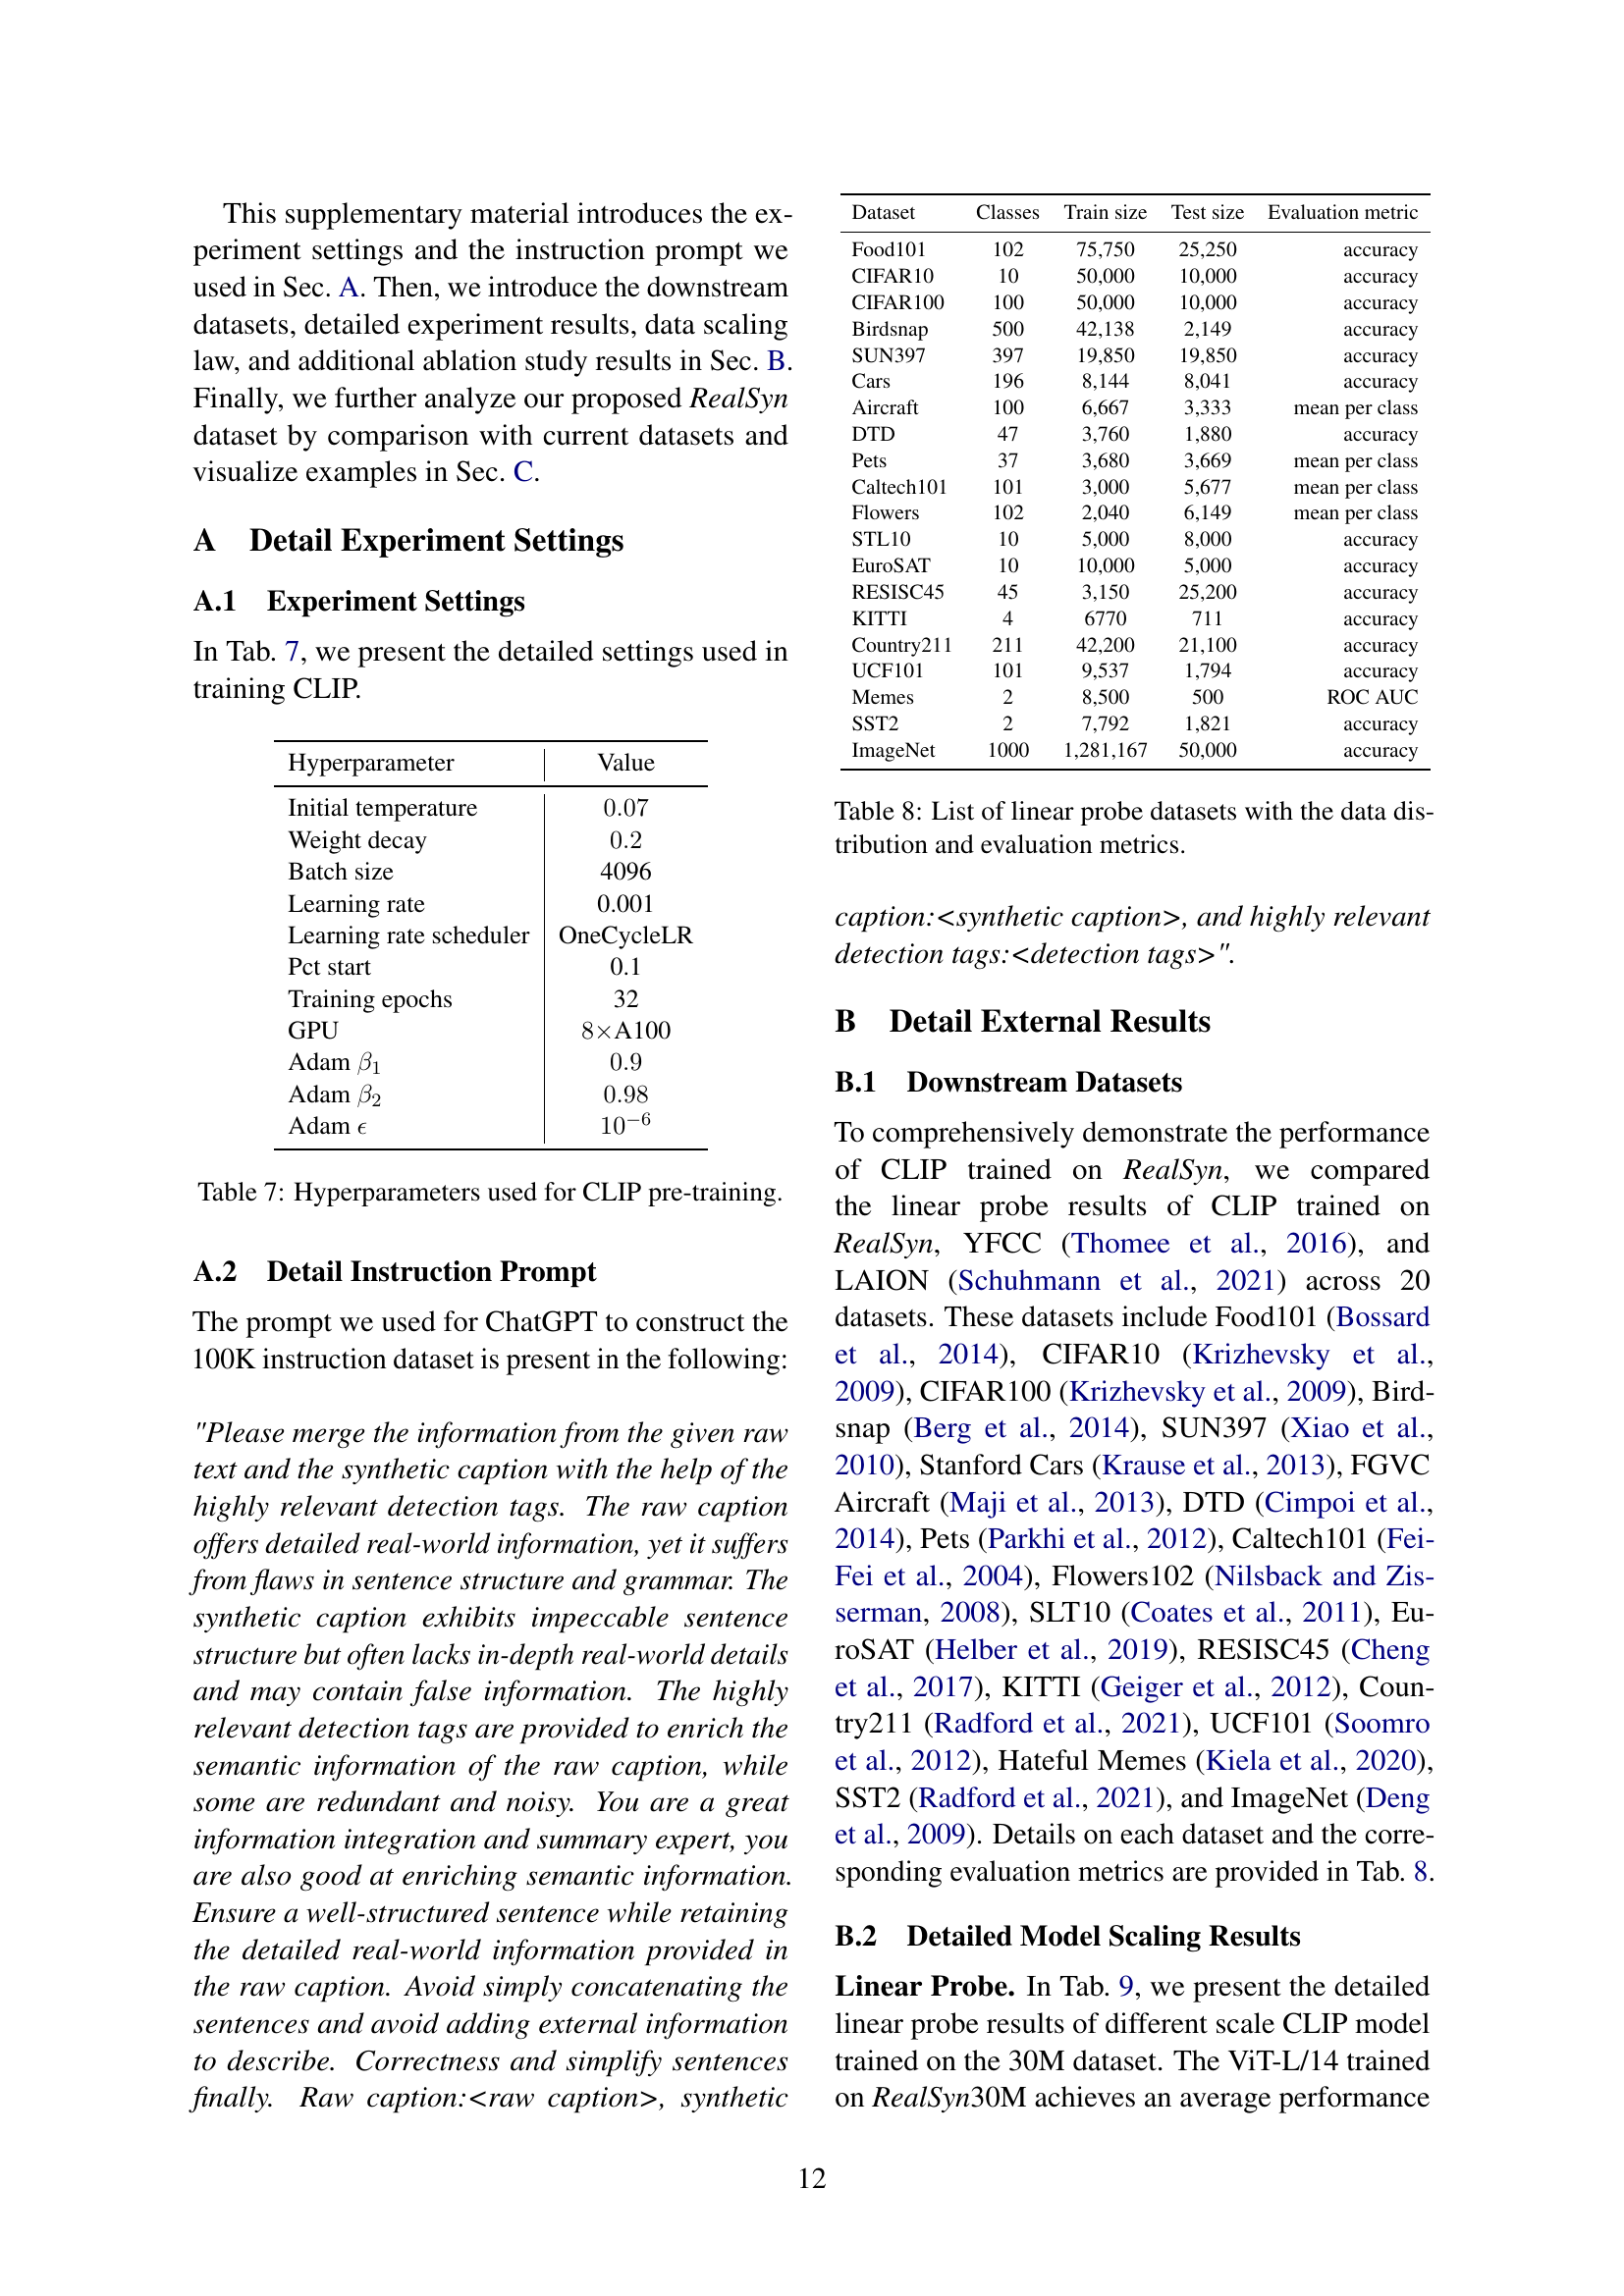 This supplementary material introduces the ex-
periment settings and the instruction prompt we
used in Sec. A. Then, we introduce the downstream
datasets, detailed experiment results, data scaling
law, and additional ablation study results in Sec. B.
Finally, we further analyze our proposed RealSyn
dataset by comparison with current datasets and
visualize examples in Sec. C.
A Detail Experiment Settings
A.1 Experiment Settings
In Tab. 7, we present the detailed settings used in
training CLIP.
Hyperparameter Value
Initial temperature 0.07
Weight decay 0.2
Batch size 4096
Learning rate 0.001
Learning rate scheduler OneCycleLR
Pct start 0.1
Training epochs 32
GPU 8×A100
Adam β₁ 0.9
Adam β₂ 0.98
Adam ϵ 10⁻⁶
Table 7: Hyperparameters used for CLIP pre-training.
A.2 Detail Instruction Prompt
The prompt we used for ChatGPT to construct the
100K instruction dataset is present in the following:
"Please merge the information from the given raw
text and the synthetic caption with the help of the
highly relevant detection tags. The raw caption
offers detailed real-world information, yet it suffers
from flaws in sentence structure and grammar. The
synthetic caption exhibits impeccable sentence
structure but often lacks in-depth real-world details
and may contain false information. The highly
relevant detection tags are provided to enrich the
semantic information of the raw caption, while
some are redundant and noisy. You are a great
information integration and summary expert, you
are also good at enriching semantic information.
Ensure a well-structured sentence while retaining
the detailed real-world information provided in
the raw caption. Avoid simply concatenating the
sentences and avoid adding external information
to describe. Correctness and simplify sentences
finally. Raw caption:<raw caption>, synthetic
Dataset Classes Train size Test size Evaluation metric
Food101 102 75,750 25,250 accuracy
CIFAR10 10 50,000 10,000 accuracy
CIFAR100 100 50,000 10,000 accuracy
Birdsnap 500 42,138 2,149 accuracy
SUN397 397 19,850 19,850 accuracy
Cars 196 8,144 8,041 accuracy
Aircraft 100 6,667 3,333 mean per class
DTD 47 3,760 1,880 accuracy
Pets 37 3,680 3,669 mean per class
Caltech101 101 3,000 5,677 mean per class
Flowers 102 2,040 6,149 mean per class
STL10 10 5,000 8,000 accuracy
EuroSAT 10 10,000 5,000 accuracy
RESISC45 45 3,150 25,200 accuracy
KITTI 4 6770 711 accuracy
Country211 211 42,200 21,100 accuracy
UCF101 101 9,537 1,794 accuracy
Memes 2 8,500 500 ROC AUC
SST2 2 7,792 1,821 accuracy
ImageNet 1000 1,281,167 50,000 accuracy
Table 8: List of linear probe datasets with the data dis-
tribution and evaluation metrics.
caption:<synthetic caption>, and highly relevant
detection tags:<detection tags>".
B Detail External Results
B.1 Downstream Datasets
To comprehensively demonstrate the performance
of CLIP trained on RealSyn, we compared
the linear probe results of CLIP trained on
RealSyn, YFCC (Thomee et al., 2016), and
LAION (Schuhmann et al., 2021) across 20
datasets. These datasets include Food101 (Bossard
et al., 2014), CIFAR10 (Krizhevsky et al.,
2009), CIFAR100 (Krizhevsky et al., 2009), Bird-
snap (Berg et al., 2014), SUN397 (Xiao et al.,
2010), Stanford Cars (Krause et al., 2013), FGVC
Aircraft (Maji et al., 2013), DTD (Cimpoi et al.,
2014), Pets (Parkhi et al., 2012), Caltech101 (Fei-
Fei et al., 2004), Flowers102 (Nilsback and Zis-
serman, 2008), SLT10 (Coates et al., 2011), Eu-
roSAT (Helber et al., 2019), RESISC45 (Cheng
et al., 2017), KITTI (Geiger et al., 2012), Coun-
try211 (Radford et al., 2021), UCF101 (Soomro
et al., 2012), Hateful Memes (Kiela et al., 2020),
SST2 (Radford et al., 2021), and ImageNet (Deng
et al., 2009). Details on each dataset and the corre-
sponding evaluation metrics are provided in Tab. 8.
B.2 Detailed Model Scaling Results
Linear Probe. In Tab. 9, we present the detailed
linear probe results of different scale CLIP model
trained on the 30M dataset. The ViT-L/14 trained
on RealSyn30M achieves an average performance
12